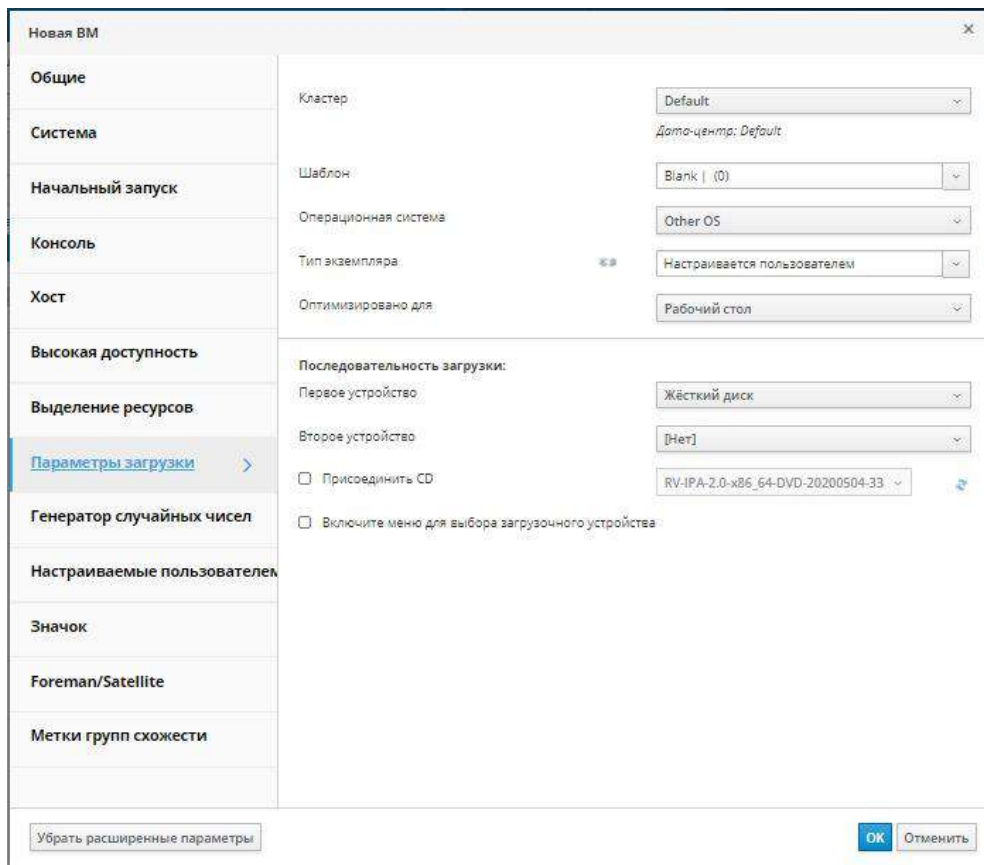 Новая ВМ
Общие
Система
Начальный запуск
Консоль
Хост
Высокая доступность
Выделение ресурсов
Параметры загрузки
Генератор случайных чисел
Настраиваемые пользователем
Значок
Foreman/Satellite
Метки групп схожести
Кластер
Default
Дата-центр: Default
Шаблон
Blank | (0)
Операционная система
Other OS
Тип экземпляра
Настраивается пользователем
Оптимизировано для
Рабочий стол
Последовательность загрузки:
Первое устройство
Жёсткий диск
Второе устройство
[Нет]
Присоединить CD
RV-IPA-2.0-x86_64-DVD-20200504-33
Включите меню для выбора загрузочного устройства
Убрать расширенные параметры
OK
Отменить